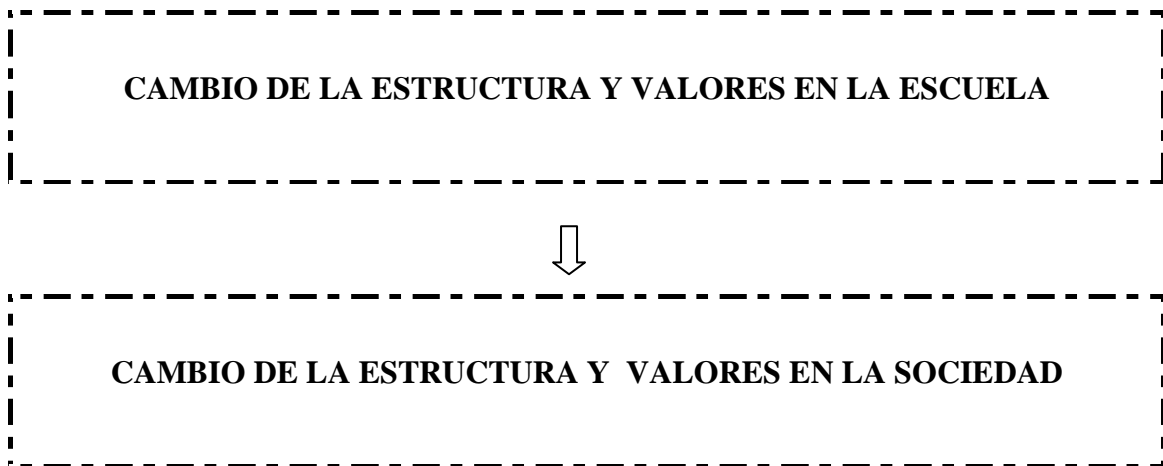 CAMBIO DE LA ESTRUCTURA Y VALORES EN LA ESCUELA
CAMBIO DE LA ESTRUCTURA Y VALORES EN LA SOCIEDAD